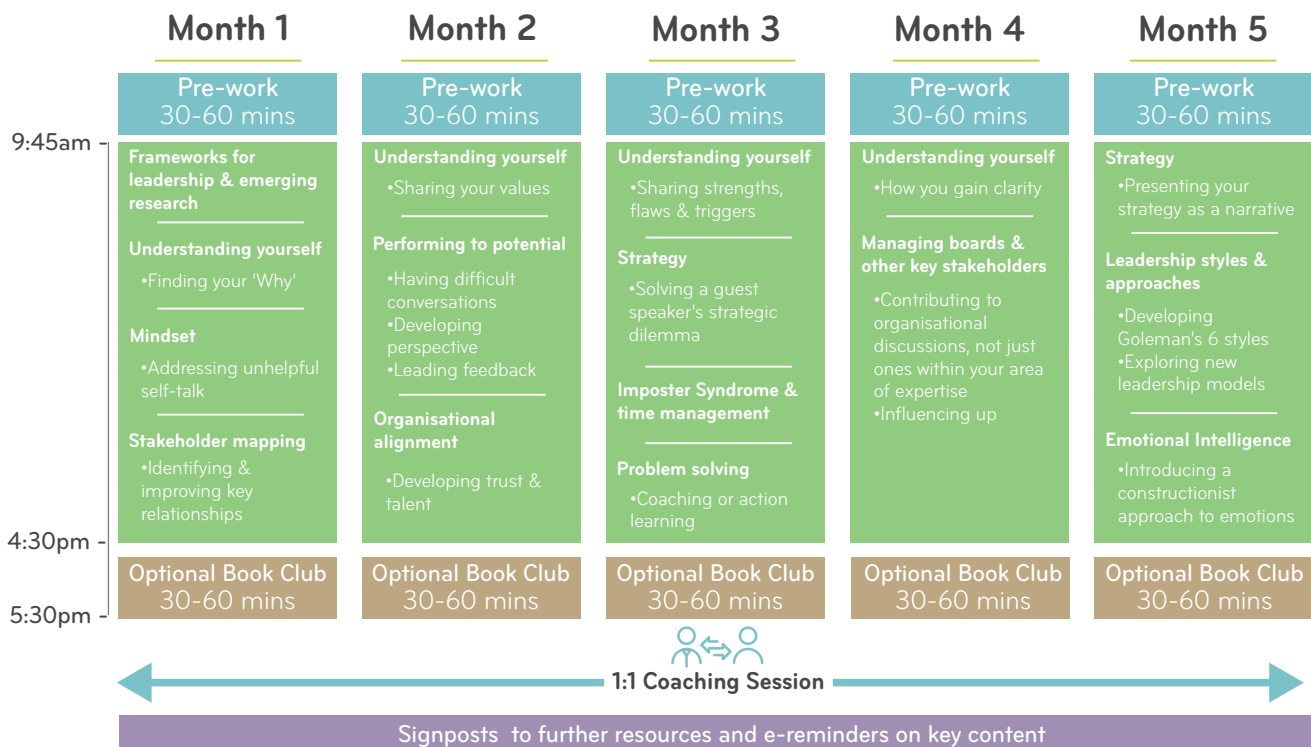 Month 1
Pre-work
30-60 mins
9:45am -
Frameworks for
leadership & emerging
research
Understanding yourself
•Finding your 'Why'
Mindset
•Addressing unhelpful
self-talk
Stakeholder mapping
•Identifying &
improving key
relationships
4:30pm -
Optional Book Club
30-60 mins
5:30pm -
Month 2
Pre-work
30-60 mins
Understanding yourself
•Sharing your values
Performing to potential
•Having difficult
conversations
•Developing
perspective
•Leading feedback
Organisational
alignment
•Developing trust &
talent
Optional Book Club
30-60 mins
Month 3
Pre-work
30-60 mins
Understanding yourself
•Sharing strengths,
flaws & triggers
Strategy
•Solving a guest
speaker's strategic
dilemma
Imposter Syndrome &
time management
Problem solving
•Coaching or action
learning
Optional Book Club
30-60 mins
Month 4
Pre-work
30-60 mins
Understanding yourself
•How you gain clarity
Managing boards &
other key stakeholders
•Contributing to
organisational
discussions, not just
ones within your area
of expertise
•Influencing up
Optional Book Club
30-60 mins
Month 5
Pre-work
30-60 mins
Strategy
•Presenting your
strategy as a narrative
Leadership styles &
approaches
•Developing
Goleman's 6 styles
•Exploring new
leadership models
Emotional Intelligence
•Introducing a
constructionist
approach to emotions
Optional Book Club
30-60 mins
1:1 Coaching Session
Signposts to further resources and e-reminders on key content